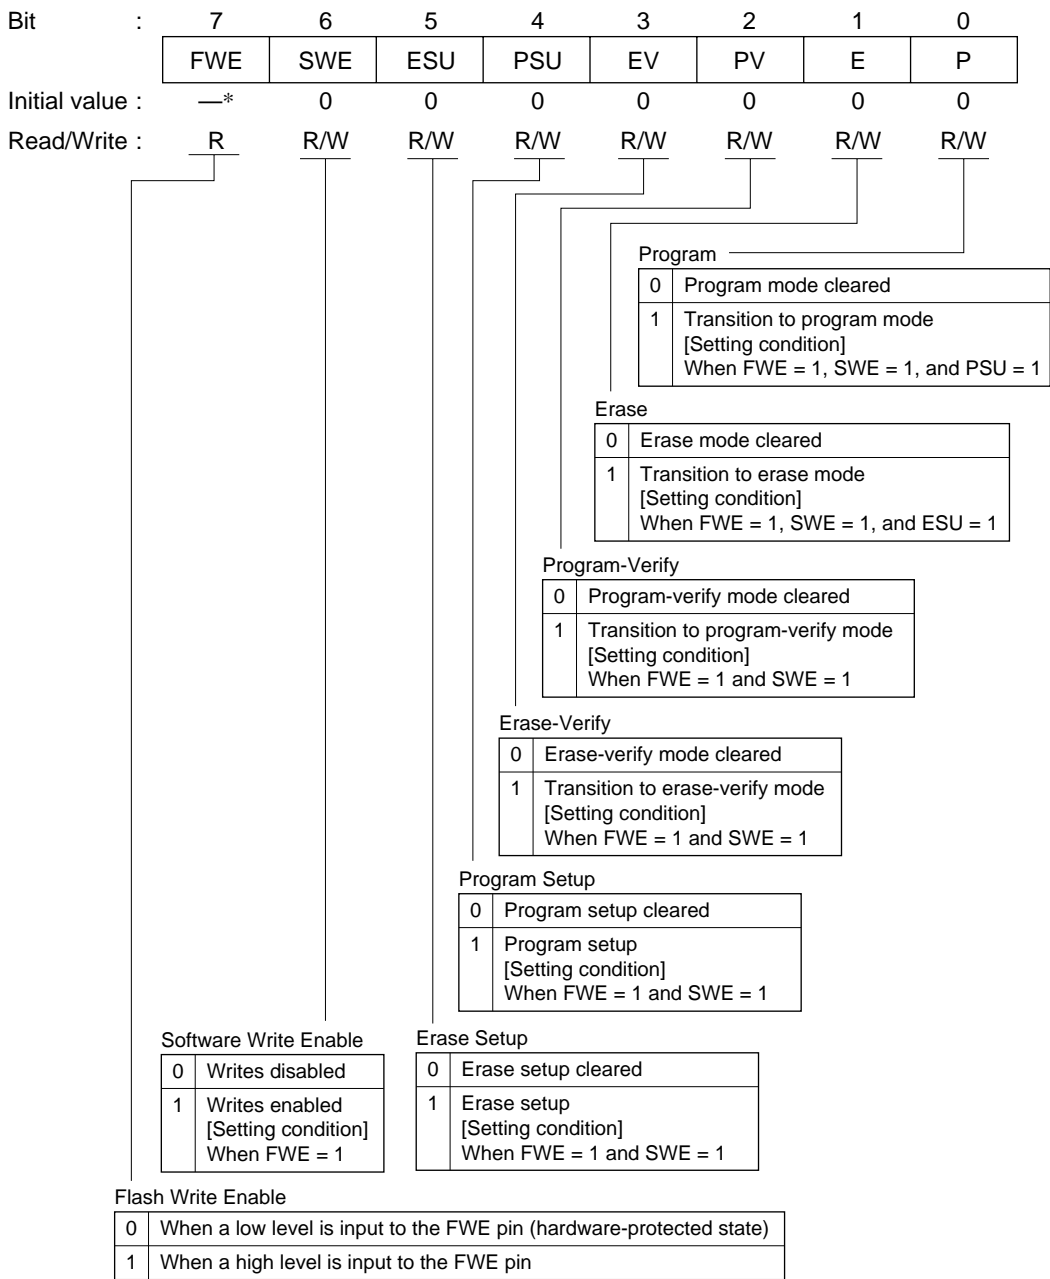 Bit : 7 6 5 4 3 2 1 0
FWE SWE ESU PSU EV PV E P
Initial value : —* 0 0 0 0 0 0 0
Read/Write : R R/W R/W R/W R/W R/W R/W R/W
Program
0 Program mode cleared
1 Transition to program mode
[Setting condition]
When FWE = 1, SWE = 1, and PSU = 1
Erase
0 Erase mode cleared
1 Transition to erase mode
[Setting condition]
When FWE = 1, SWE = 1, and ESU = 1
Program-Verify
0 Program-verify mode cleared
1 Transition to program-verify mode
[Setting condition]
When FWE = 1 and SWE = 1
Erase-Verify
0 Erase-verify mode cleared
1 Transition to erase-verify mode
[Setting condition]
When FWE = 1 and SWE = 1
Program Setup
0 Program setup cleared
1 Program setup
[Setting condition]
When FWE = 1 and SWE = 1
Software Write Enable
0 Writes disabled
1 Writes enabled
[Setting condition]
When FWE = 1
Erase Setup
0 Erase setup cleared
1 Erase setup
[Setting condition]
When FWE = 1 and SWE = 1
Flash Write Enable
0 When a low level is input to the FWE pin (hardware-protected state)
1 When a high level is input to the FWE pin